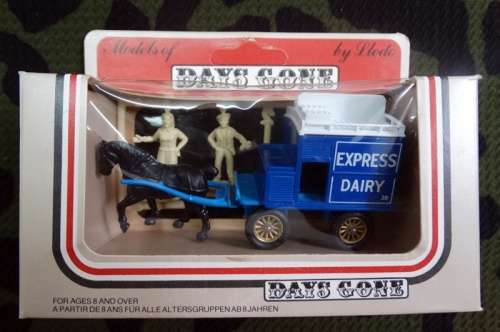 Models of by Lledo
DAYS GONE
EXPRESS
DAIRY
FOR AGES 8 AND OVER
A PARTIR DE 8 ANS FUR ALLE ALTERSGRUPPEN AB 8 JAHREN
DAYS GONE